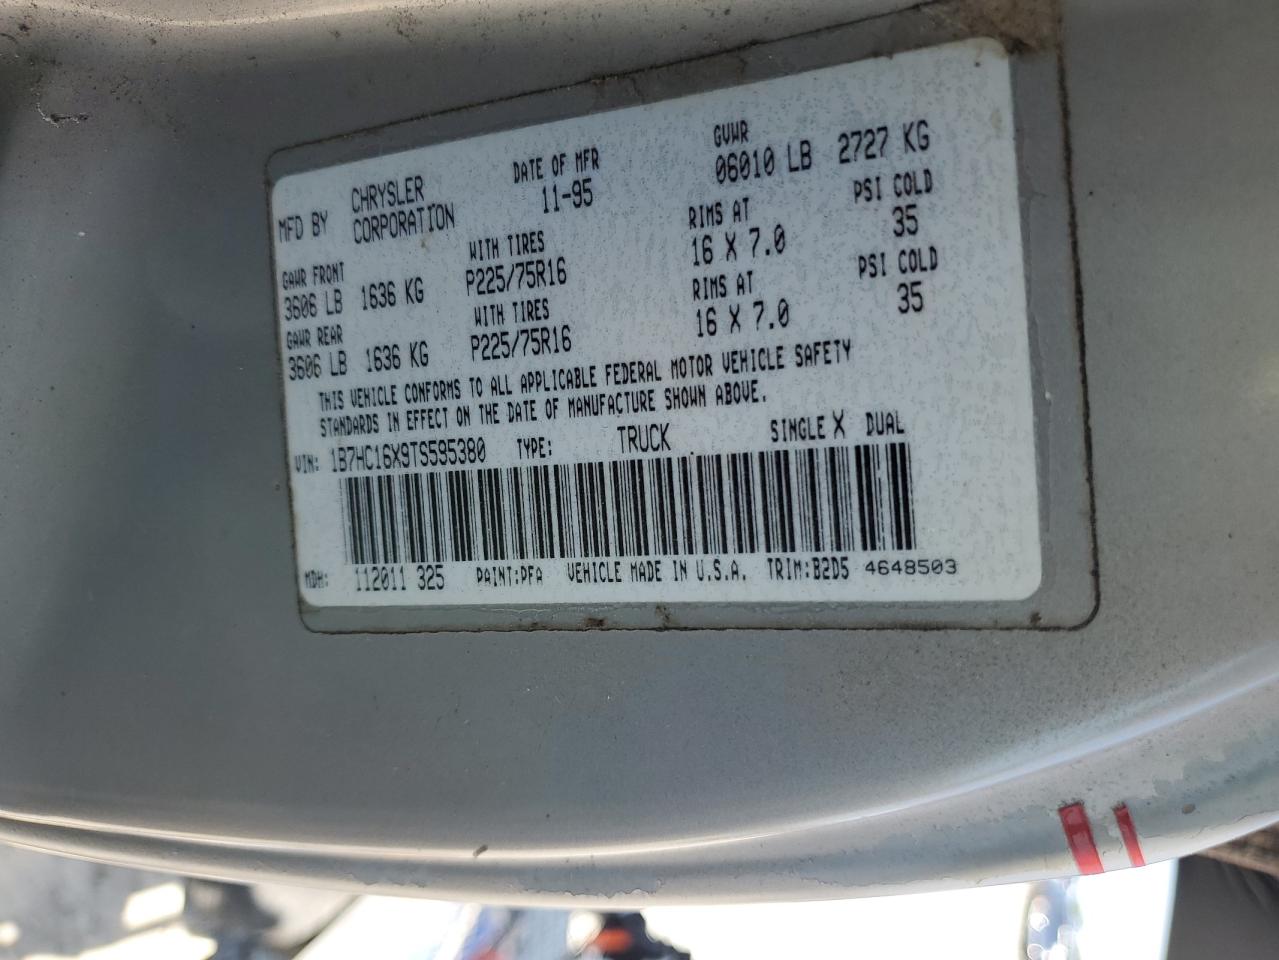 MFD BY CHRYSLER CORPORATION DATE OF MFR 11-95 GVWR 06010 LB 2727 KG
GAWR FRONT WITH TIRES RIMS AT PSI COLD
3606 LB 1636 KG P225/75R16 16 X 7.0 35
GAWR REAR WITH TIRES RIMS AT PSI COLD
3606 LB 1636 KG P225/75R16 16 X 7.0 35
THIS VEHICLE CONFORMS TO ALL APPLICABLE FEDERAL MOTOR VEHICLE SAFETY
STANDARDS IN EFFECT ON THE DATE OF MANUFACTURE SHOWN ABOVE.
VIN: 1B7HC16X9TS595380 TYPE: TRUCK SINGLE X DUAL
MDH: 112011 325 PAINT:PFA VEHICLE MADE IN U.S.A. TRIM:B2D5 4648503